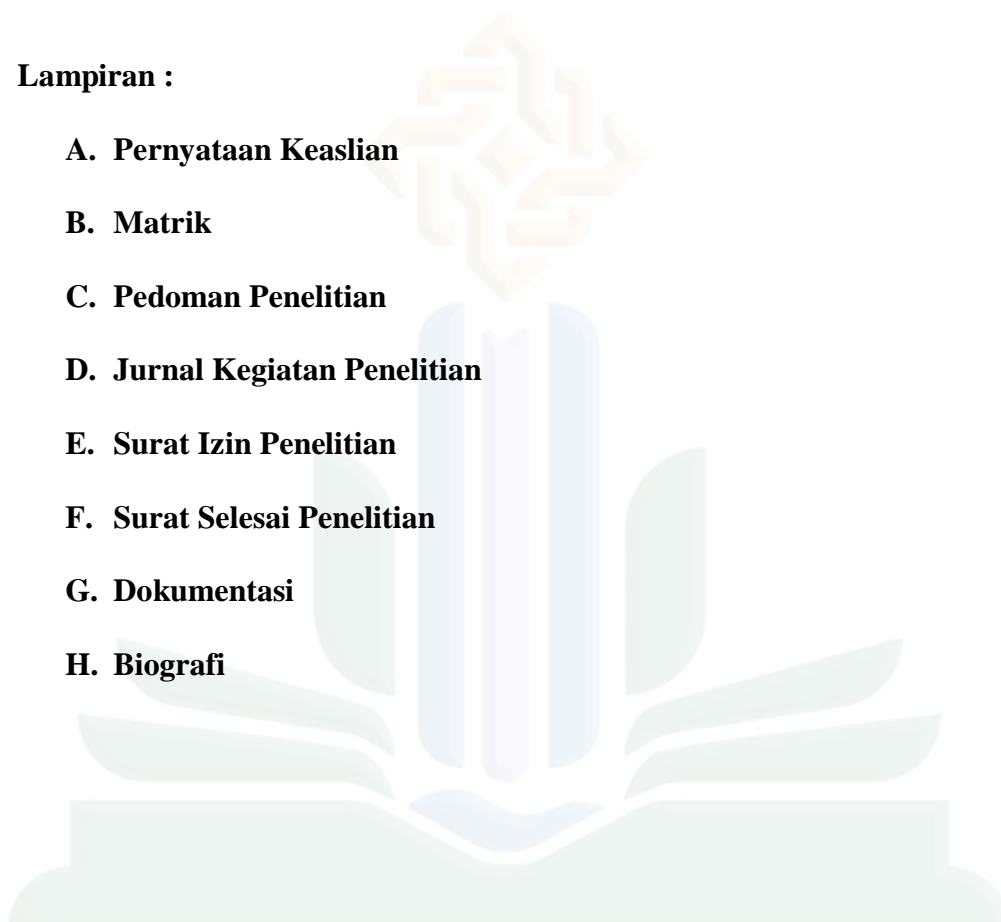 Lampiran :
A. Pernyataan Keaslian
B. Matrik
C. Pedoman Penelitian
D. Jurnal Kegiatan Penelitian
E. Surat Izin Penelitian
F. Surat Selesai Penelitian
G. Dokumentasi
H. Biografi